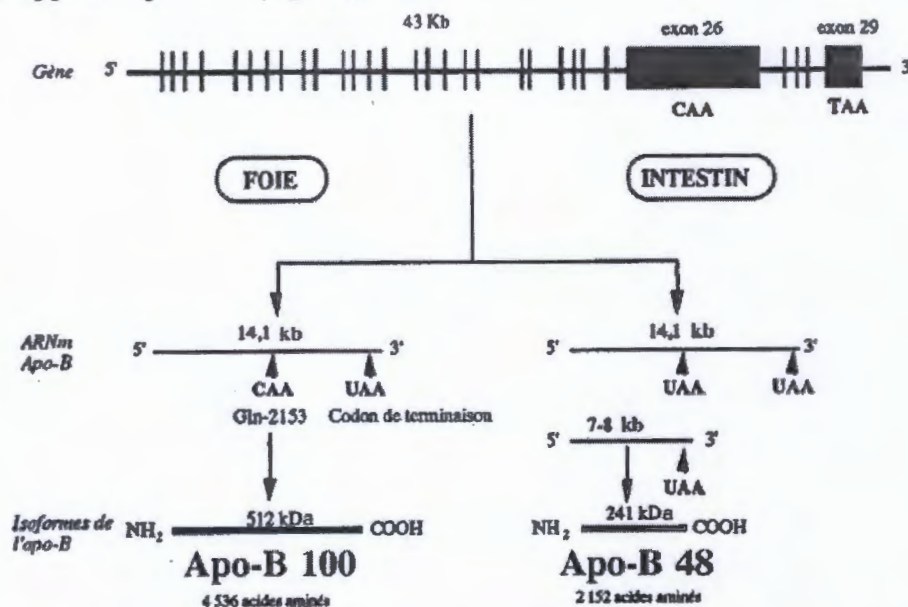 43 Kb
exon 26 exon 29
Gène 5' 3'
CAA TAA
FOIE INTESTIN
ARNm
Apo-B
5' 14,1 kb 3' 5' 14,1 kb 3'
CAA UAA UAA UAA
Gln-2153 Codon de terminaison
5' 7-8 kb 3'
UAA
Isoformes de
l'apo-B
NH2 512 kDa COOH NH2 241 kDa COOH
Apo-B 100 Apo-B 48
4 536 acides aminés 2 152 acides aminés